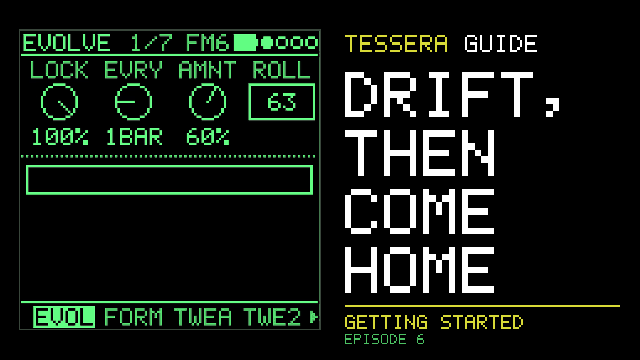 EVOLVE 1/7 FM6
LOCK EVRY AMNT ROLL
63
100% 1BAR 60%
EVOL FORM TWEA TWE2
TESSERA GUIDE
DRIFT,
THEN
COME
HOME
GETTING STARTED
EPISODE 6